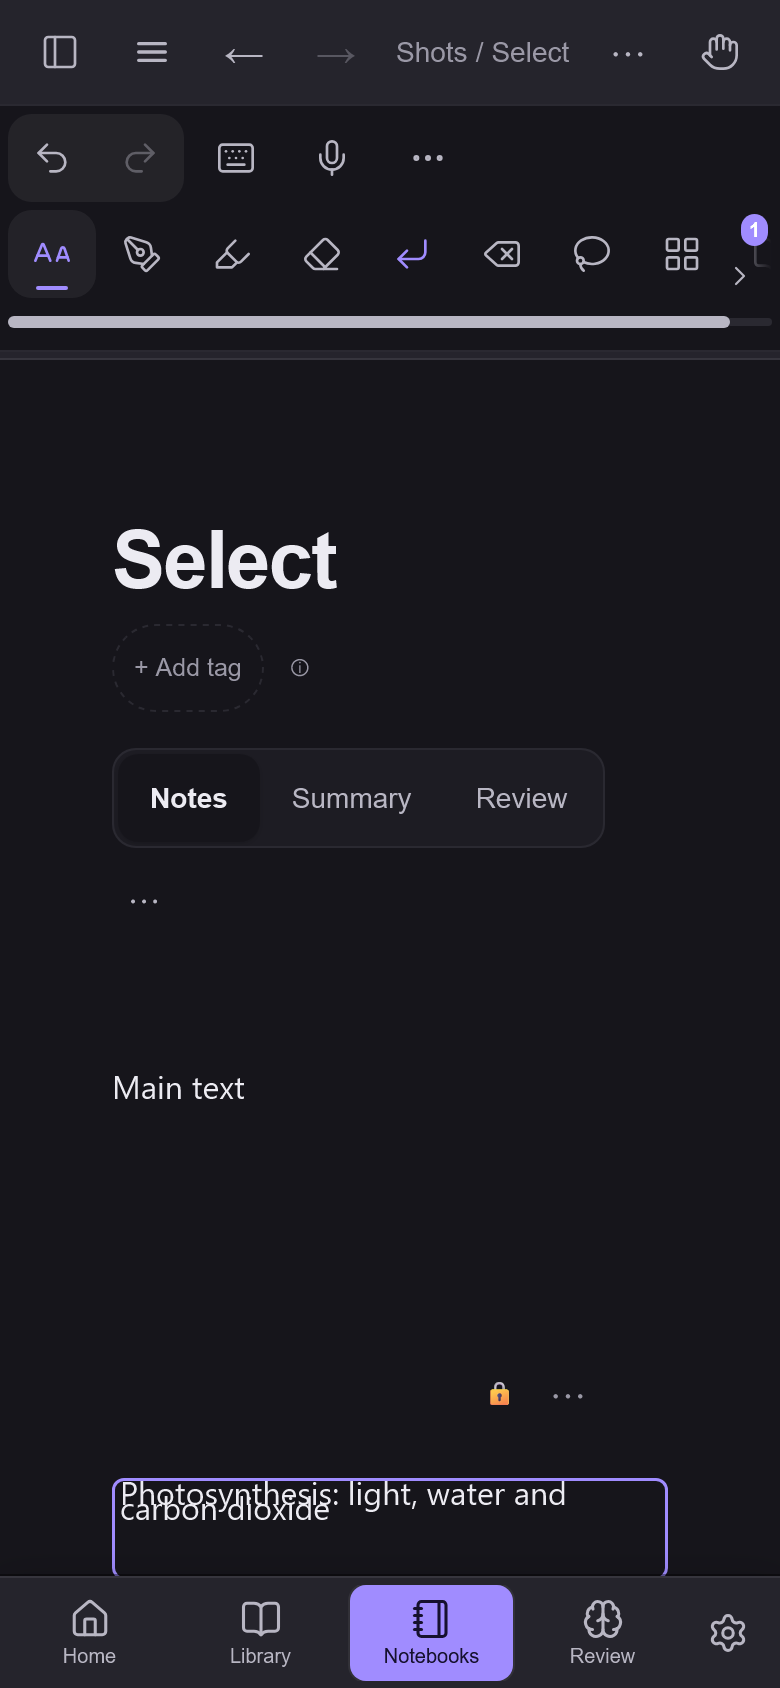 Shots / Select
1
Select
+ Add tag
Notes Summary Review
Main text
Photosynthesis: light, water and
carbon dioxide
Home Library Notebooks Review